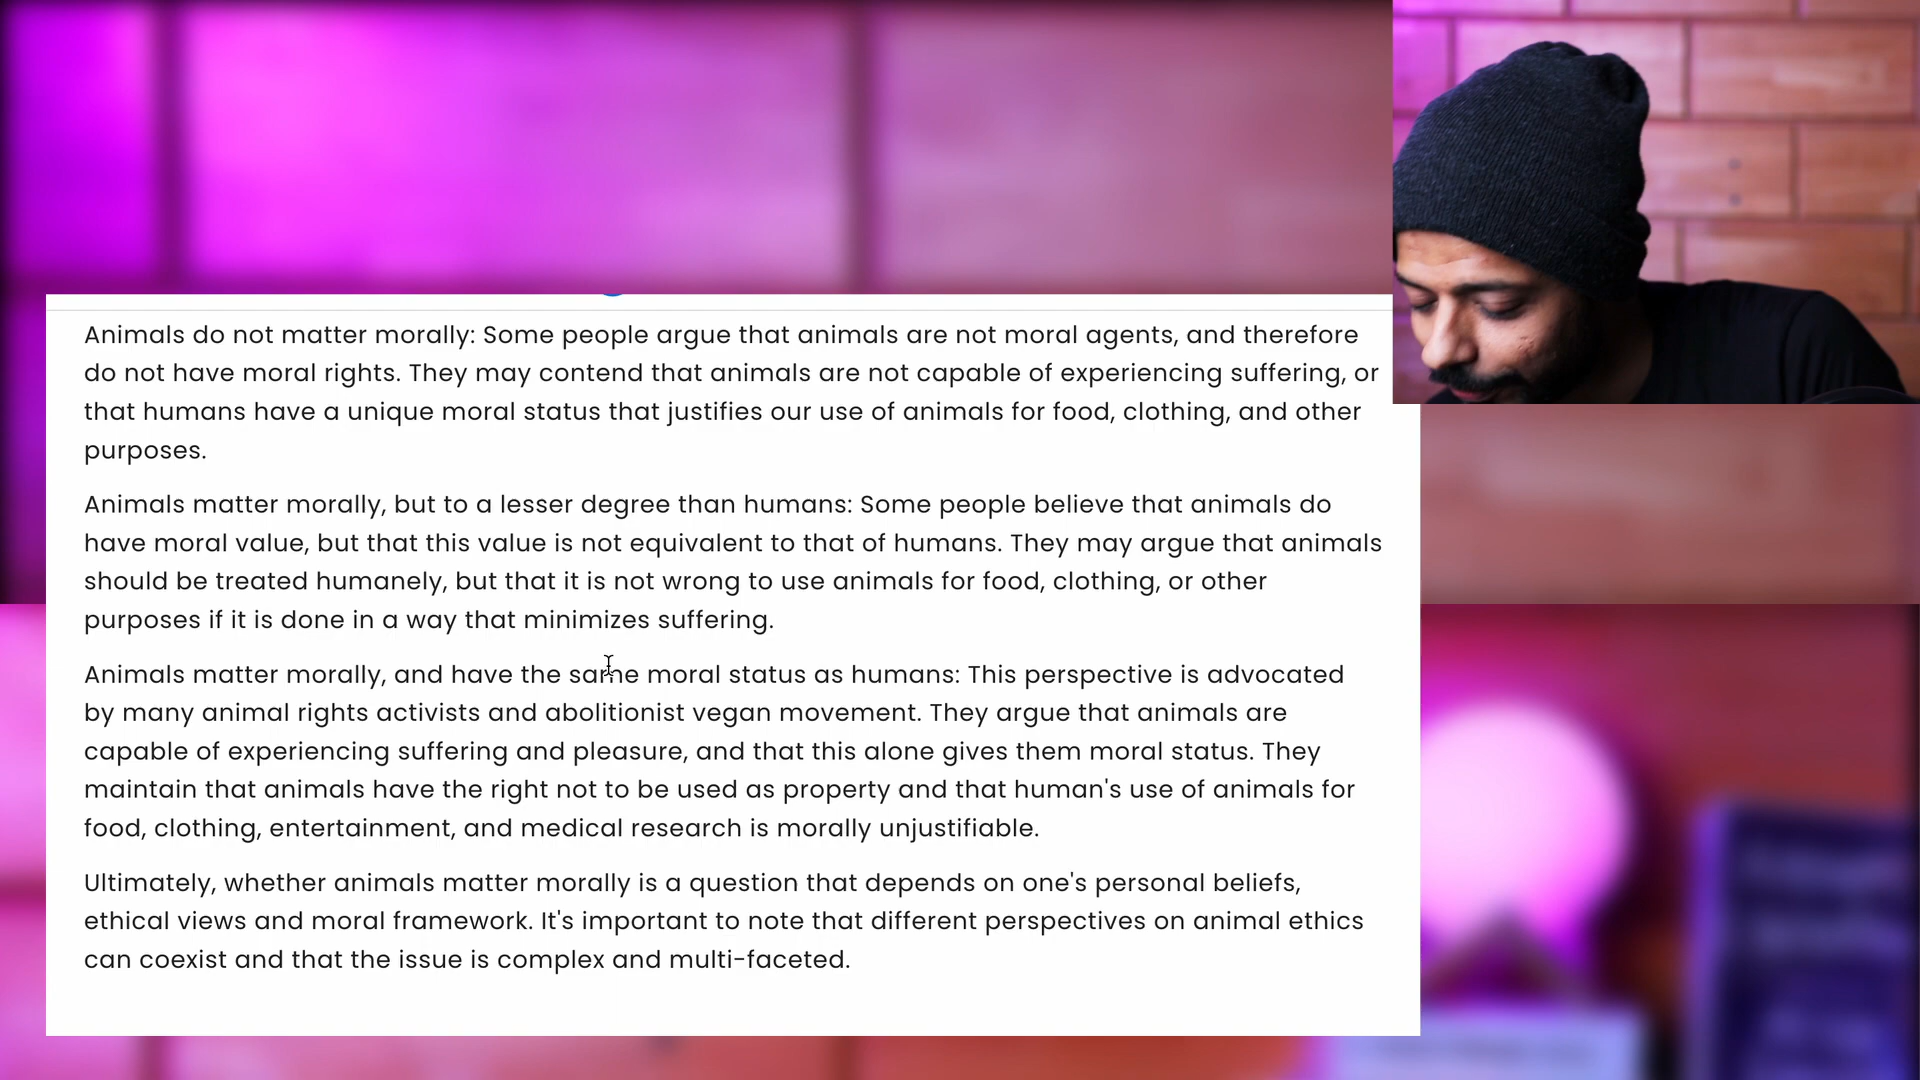 Animals do not matter morally: Some people argue that animals are not moral agents, and therefore
do not have moral rights. They may contend that animals are not capable of experiencing suffering, or
that humans have a unique moral status that justifies our use of animals for food, clothing, and other
purposes.
Animals matter morally, but to a lesser degree than humans: Some people believe that animals do
have moral value, but that this value is not equivalent to that of humans. They may argue that animals
should be treated humanely, but that it is not wrong to use animals for food, clothing, or other
purposes if it is done in a way that minimizes suffering.
Animals matter morally, and have the same moral status as humans: This perspective is advocated
by many animal rights activists and abolitionist vegan movement. They argue that animals are
capable of experiencing suffering and pleasure, and that this alone gives them moral status. They
maintain that animals have the right not to be used as property and that human's use of animals for
food, clothing, entertainment, and medical research is morally unjustifiable.
Ultimately, whether animals matter morally is a question that depends on one's personal beliefs,
ethical views and moral framework. It's important to note that different perspectives on animal ethics
can coexist and that the issue is complex and multi-faceted.